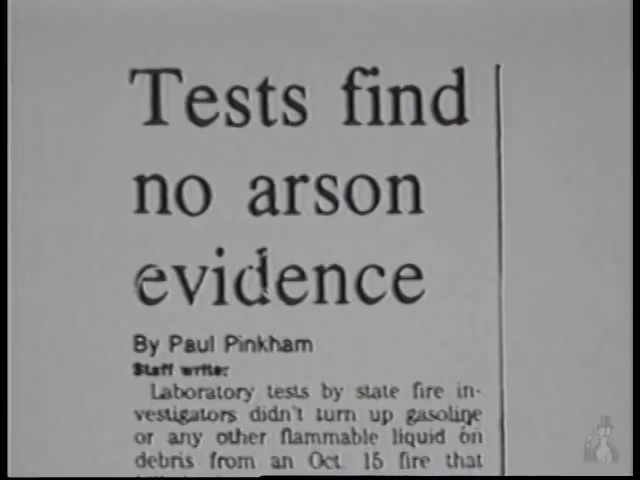 Tests find
no arson
evidence
By Paul Pinkham
Staff writer
Laboratory tests by state fire in-
vestigators didn't turn up gasoline
or any other flammable liquid on
debris from an Oct. 15 fire that